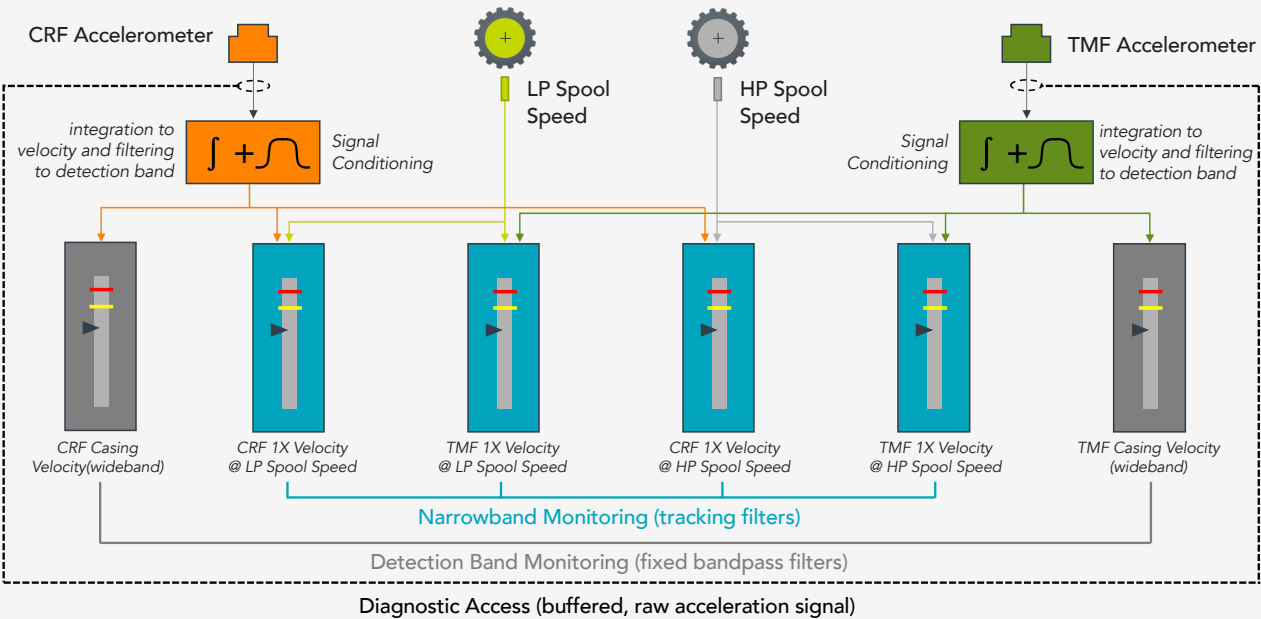 CRF Accelerometer
TMF Accelerometer
LP Spool
Speed
HP Spool
Speed
integration to
velocity and filtering
to detection band
Signal
Conditioning
∫ +
Signal
Conditioning
∫ +
integration to
velocity and filtering
to detection band
CRF Casing
Velocity(wideband)
CRF 1X Velocity
@ LP Spool Speed
TMF 1X Velocity
@ LP Spool Speed
CRF 1X Velocity
@ HP Spool Speed
TMF 1X Velocity
@ HP Spool Speed
TMF Casing Velocity
(wideband)
Narrowband Monitoring (tracking filters)
Detection Band Monitoring (fixed bandpass filters)
Diagnostic Access (buffered, raw acceleration signal)